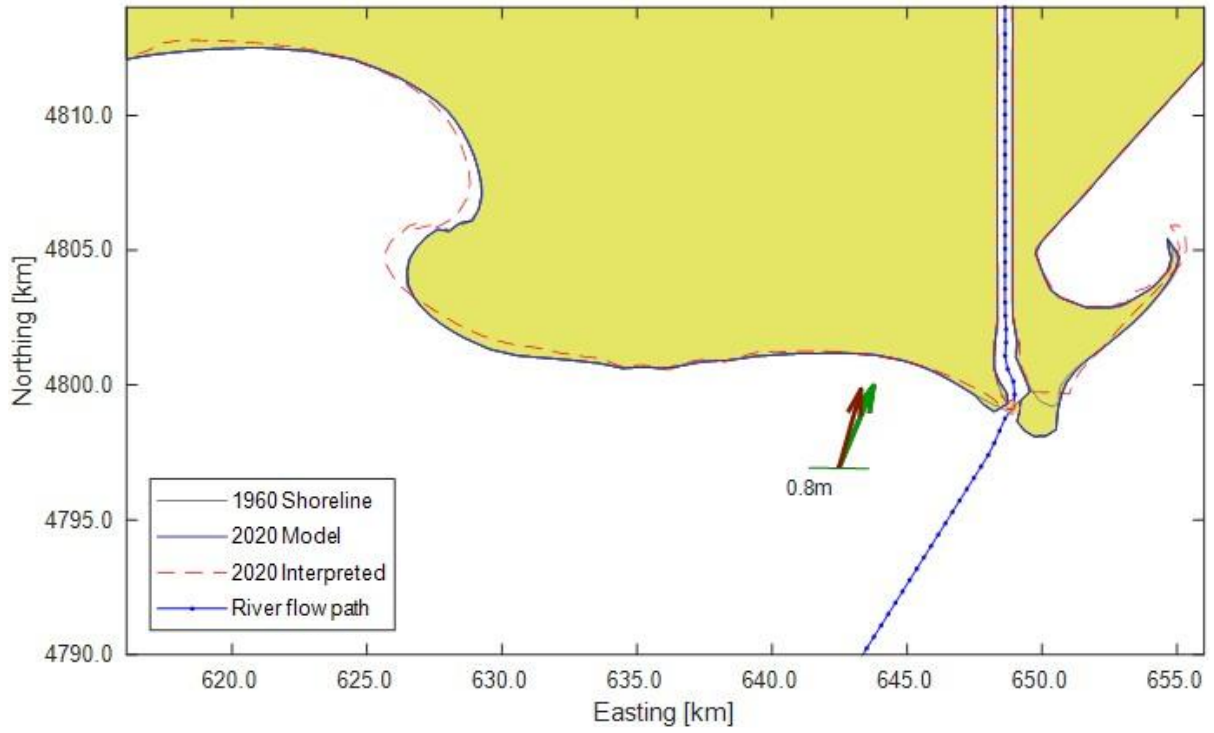 4810.0
4805.0
4800.0
4795.0
4790.0
Northing [km]
0.8m
1960 Shoreline
2020 Model
2020 Interpreted
River flow path
620.0 625.0 630.0 635.0 640.0 645.0 650.0 655.0
Easting [km]